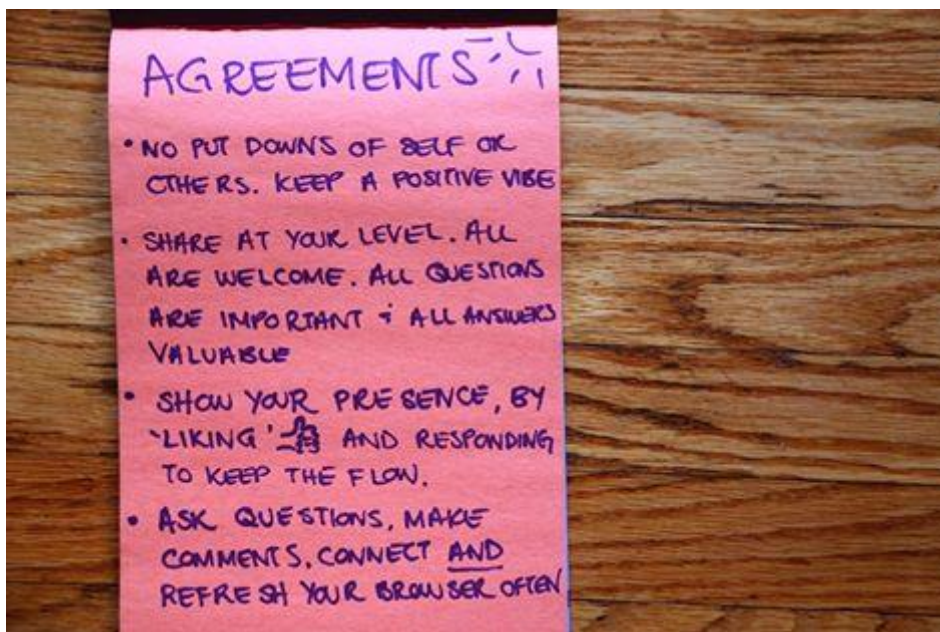 AGREEMENTS
• NO PUT DOWNS OF SELF OR
OTHERS. KEEP A POSITIVE VIBE
• SHARE AT YOUR LEVEL. ALL
ARE WELCOME. ALL QUESTIONS
ARE IMPORTANT & ALL ANSWERS
VALUABLE
• SHOW YOUR PRESENCE, BY
'LIKING' AND RESPONDING
TO KEEP THE FLOW.
• ASK QUESTIONS, MAKE
COMMENTS, CONNECT AND
REFRESH YOUR BROWSER OFTEN